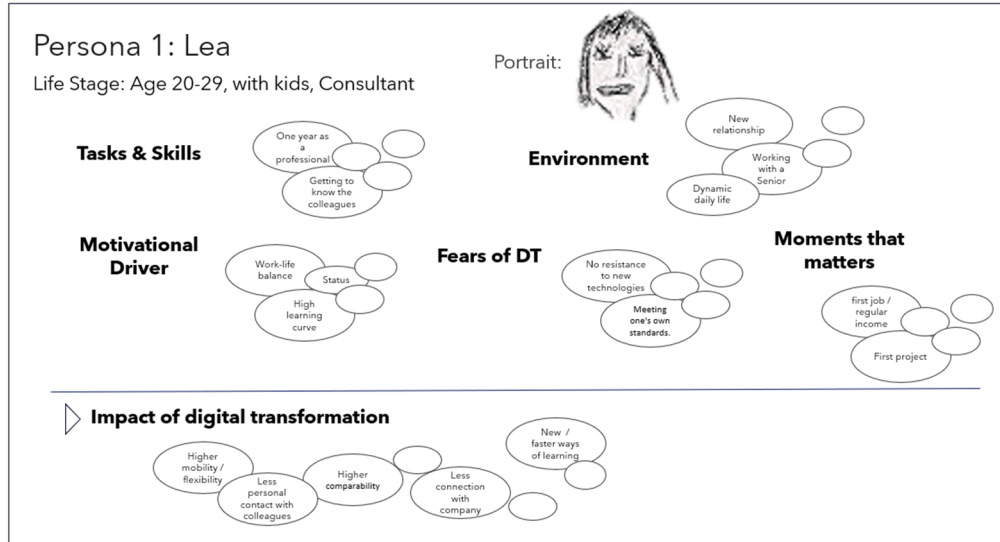 Persona 1: Lea
Portrait:
Life Stage: Age 20-29, with kids, Consultant
Tasks & Skills
One year as
a
professional
Getting to
know the
colleagues
Environment
New
relationship
Working
with a
Senior
Dynamic
daily life
Motivational
Driver
Work-life
balance
Status
High
learning
curve
Fears of DT
No resistance
to new
technologies
Meeting
one's own
standards.
Moments that
matters
first job /
regular
income
First project
Impact of digital transformation
Higher
mobility /
flexibility
Less
personal
contact with
colleagues
Higher
comparability
Less
connection
with
company
New /
faster ways
of learning